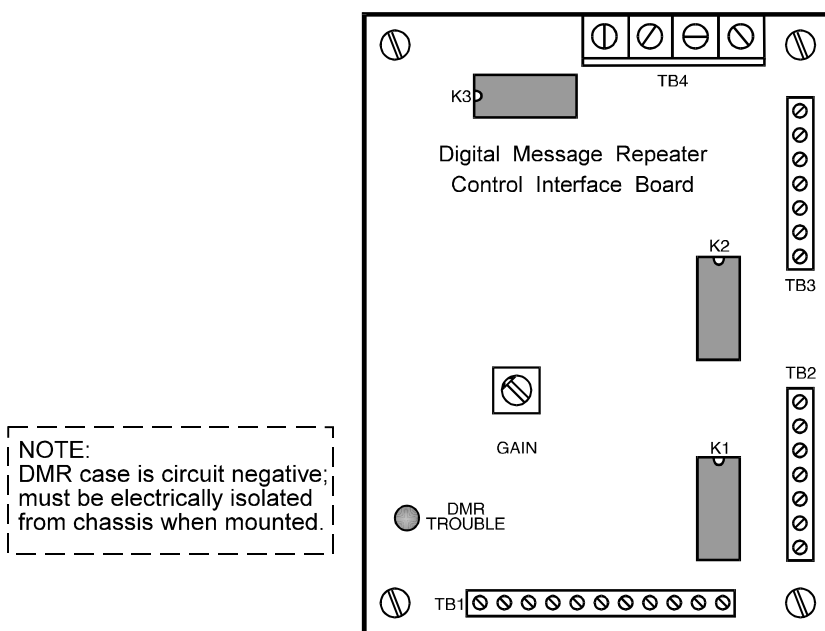 TB4
K3
Digital Message Repeater
Control Interface Board
K2
TB3
TB2
GAIN
K1
NOTE:
DMR case is circuit negative;
must be electrically isolated
from chassis when mounted.
DMR
TROUBLE
TB1